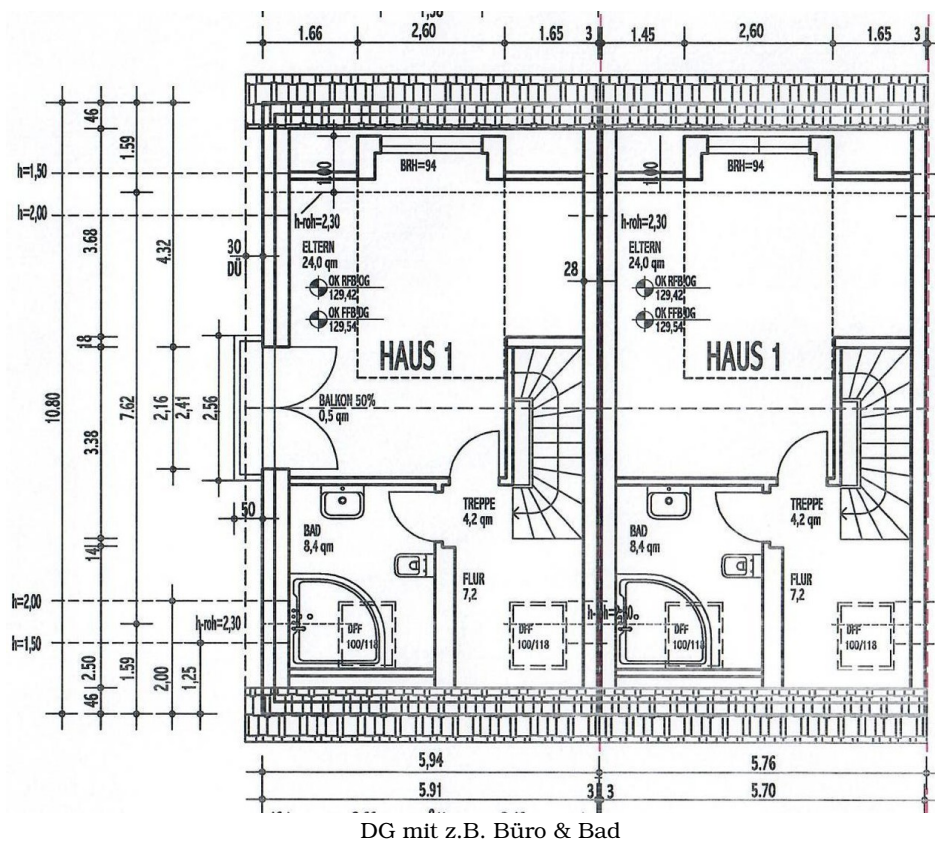 1,98
1.66 2,60 1.65 3 1.45 2,60 1.65 3
46
1.59
1.00 BRH=94 1.00 BRH=94
h=1,50
h=2,00
h-roh=2,30 h-roh=2,30
3.68
4.32
30
DÜ
ELTERN
24,0 qm
OK RFB OG
129,42
OK FFB OG
129,54
28
ELTERN
24,0 qm
OK RFB OG
129,42
OK FFB OG
129,54
18
HAUS 1 HAUS 1
10.80
7.62
2,16
2,41
2.56
3.38
BALKON 50%
0,5 qm
50
BAD
8,4 qm
TREPPE
4,2 qm
BAD
8,4 qm
TREPPE
4,2 qm
14
FLUR
7,2
FLUR
7,2
h=2,00
h-roh=2,30
h=1,50
DFF
100/118
DFF
100/118
DFF
100/118
DFF
100/118
2.50
1.59
2,00
1,25
46
5,94 5.76
5.91 3 3 5.70
DG mit z.B. Büro & Bad